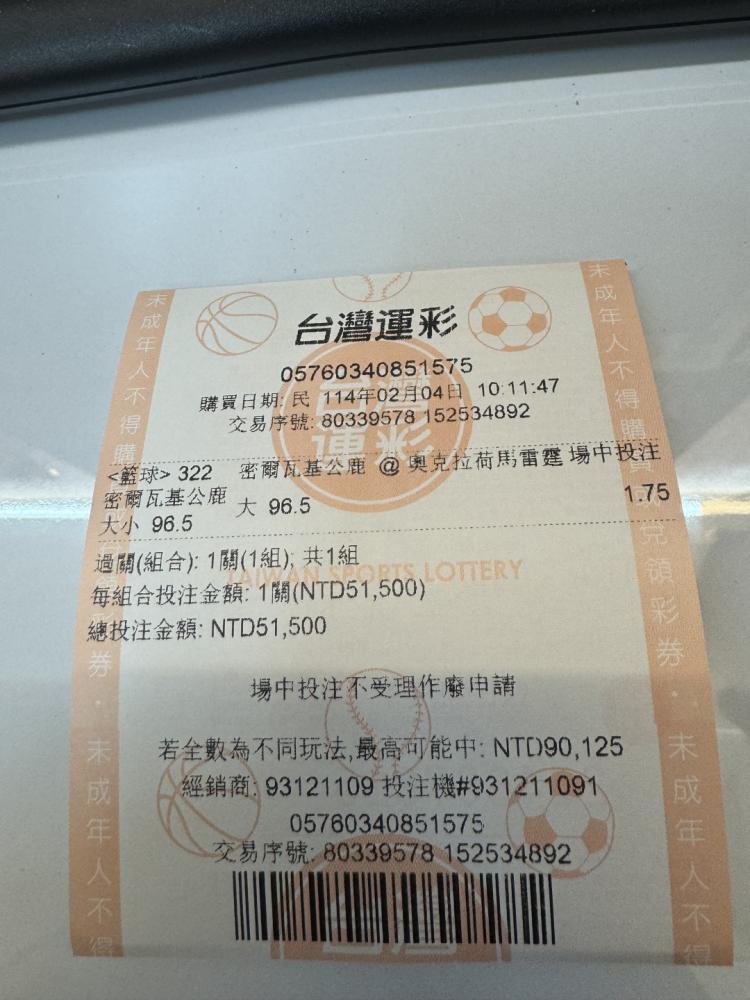 台灣運彩
05760340851575
購買日期: 民 114年02月04日 10:11:47
交易序號: 80339578 152534892
<籃球> 322 密爾瓦基公鹿 @ 奧克拉荷馬雷霆 場中投注
密爾瓦基公鹿 大 96.5 1.75
大小 96.5
過關(組合): 1關(1組); 共1組
TAIWAN SPORTS LOTTERY
每組合投注金額: 1關(NTD51,500)
總投注金額: NTD51,500
場中投注不受理作廢申請
若全數為不同玩法,最高可能中: NTD90,125
經銷商: 93121109 投注機#931211091
05760340851575
交易序號: 80339578 152534892
未成年人不得購
券．未成年人不得
未成年人不得購買
兌領彩券．．未成年人不得